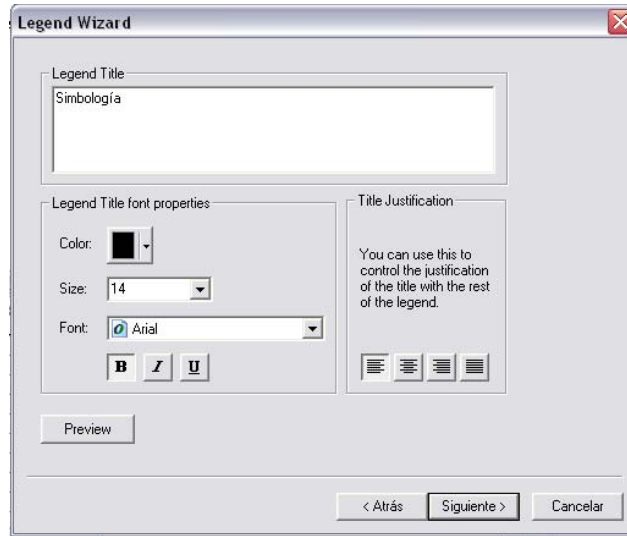 Legend Wizard
Legend Title
Simbología
Legend Title font properties
Color:
Size: 14
Font: Arial
B I U
Title Justification
You can use this to
control the justification
of the title with the rest
of the legend.
Preview
< Atrás Siguiente > Cancelar